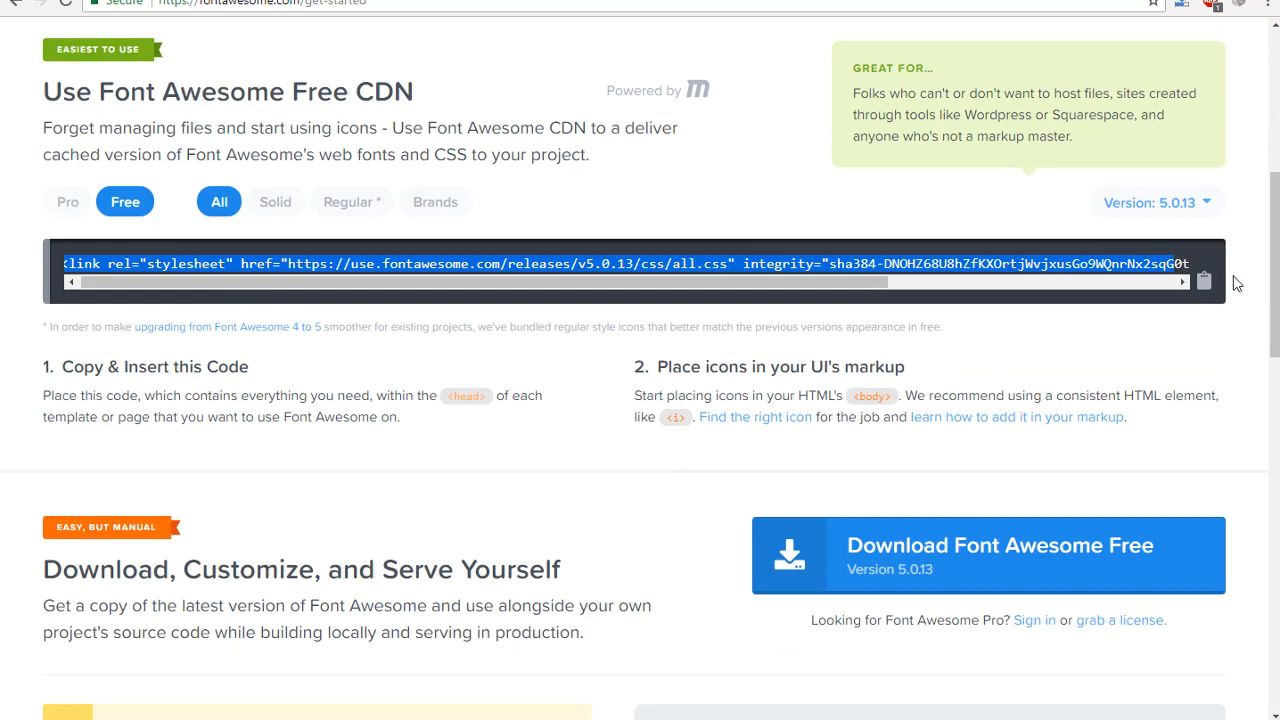 Secure
https://fontawesome.com/get-started
1
EASIEST TO USE
Use Font Awesome Free CDN
Powered by
GREAT FOR...
Folks who can't or don't want to host files, sites created
through tools like Wordpress or Squarespace, and
anyone who's not a markup master.
Forget managing files and start using icons - Use Font Awesome CDN to a deliver
cached version of Font Awesome's web fonts and CSS to your project.
Pro Free All Solid Regular * Brands
Version: 5.0.13
<link rel="stylesheet" href="https://use.fontawesome.com/releases/v5.0.13/css/all.css" integrity="sha384-DNOHZ68U8hZfKXOrtjWvjxusGo9WQnrNx2sqG0t
* In order to make upgrading from Font Awesome 4 to 5 smoother for existing projects, we've bundled regular style icons that better match the previous versions appearance in free.
1. Copy & Insert this Code
Place this code, which contains everything you need, within the <head> of each
template or page that you want to use Font Awesome on.
2. Place icons in your UI's markup
Start placing icons in your HTML's <body>. We recommend using a consistent HTML element,
like <i>. Find the right icon for the job and learn how to add it in your markup.
EASY, BUT MANUAL
Download, Customize, and Serve Yourself
Get a copy of the latest version of Font Awesome and use alongside your own
project's source code while building locally and serving in production.
Download Font Awesome Free
Version 5.0.13
Looking for Font Awesome Pro? Sign in or grab a license.